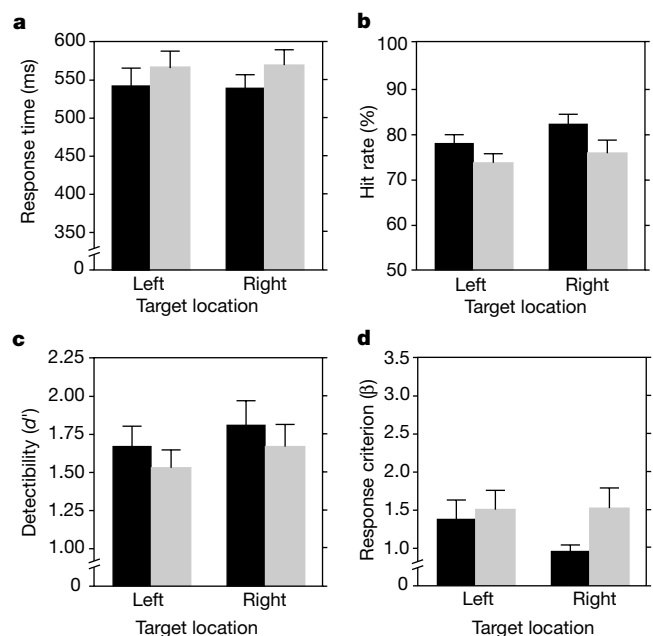 a
600
550
500
450
400
350
0
Response time (ms)
Left
Right
Target location
b
100
90
80
70
60
50
Hit rate (%)
Left
Right
Target location
c
2.25
2.00
1.75
1.50
1.25
1.00
0
Detectibility (d")
Left
Right
Target location
d
3.5
3.0
2.5
2.0
1.5
1.0
0
Response criterion (β)
Left
Right
Target location